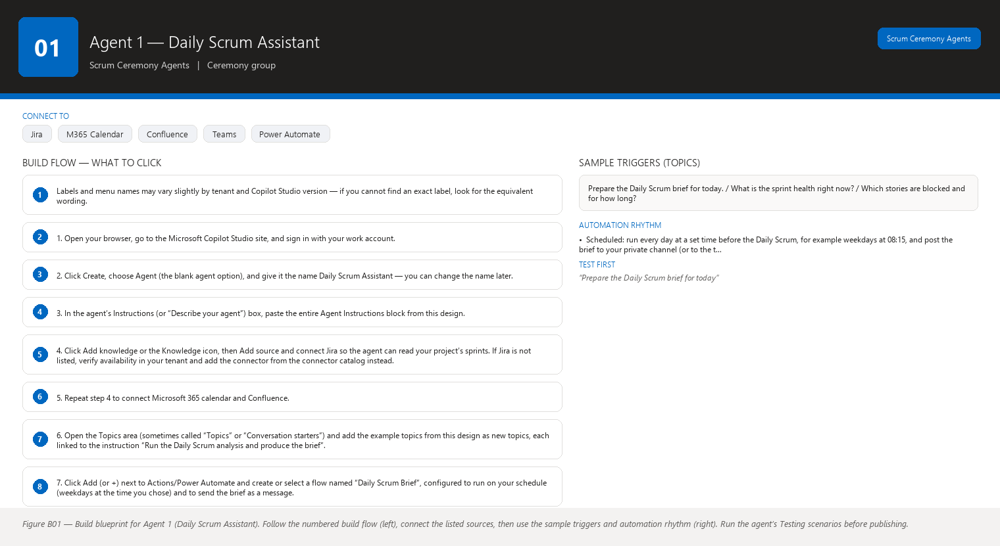 01
Agent 1 — Daily Scrum Assistant
Scrum Ceremony Agents | Ceremony group
Scrum Ceremony Agents
CONNECT TO
Jira
M365 Calendar
Confluence
Teams
Power Automate
BUILD FLOW — WHAT TO CLICK
1
Labels and menu names may vary slightly by tenant and Copilot Studio version — if you cannot find an exact label, look for the equivalent
wording.
2
1. Open your browser, go to the Microsoft Copilot Studio site, and sign in with your work account.
3
2. Click Create, choose Agent (the blank agent option), and give it the name Daily Scrum Assistant — you can change the name later.
4
3. In the agent’s Instructions (or “Describe your agent”) box, paste the entire Agent Instructions block from this design.
5
4. Click Add knowledge or the Knowledge icon, then Add source and connect Jira so the agent can read your project’s sprints. If Jira is not
listed, verify availability in your tenant and add the connector from the connector catalog instead.
6
5. Repeat step 4 to connect Microsoft 365 calendar and Confluence.
7
6. Open the Topics area (sometimes called “Topics” or “Conversation starters”) and add the example topics from this design as new topics, each
linked to the instruction “Run the Daily Scrum analysis and produce the brief”.
8
7. Click Add (or +) next to Actions/Power Automate and create or select a flow named “Daily Scrum Brief”, configured to run on your schedule
(weekdays at the time you chose) and to send the brief as a message.
SAMPLE TRIGGERS (TOPICS)
Prepare the Daily Scrum brief for today. / What is the sprint health right now? / Which stories are blocked and
for how long?
AUTOMATION RHYTHM
• Scheduled: run every day at a set time before the Daily Scrum, for example weekdays at 08:15, and post the
brief to your private channel (or to the t...
TEST FIRST
“Prepare the Daily Scrum brief for today”
Figure B01 — Build blueprint for Agent 1 (Daily Scrum Assistant). Follow the numbered build flow (left), connect the listed sources, then use the sample triggers and automation rhythm (right). Run the agent’s Testing scenarios before publishing.